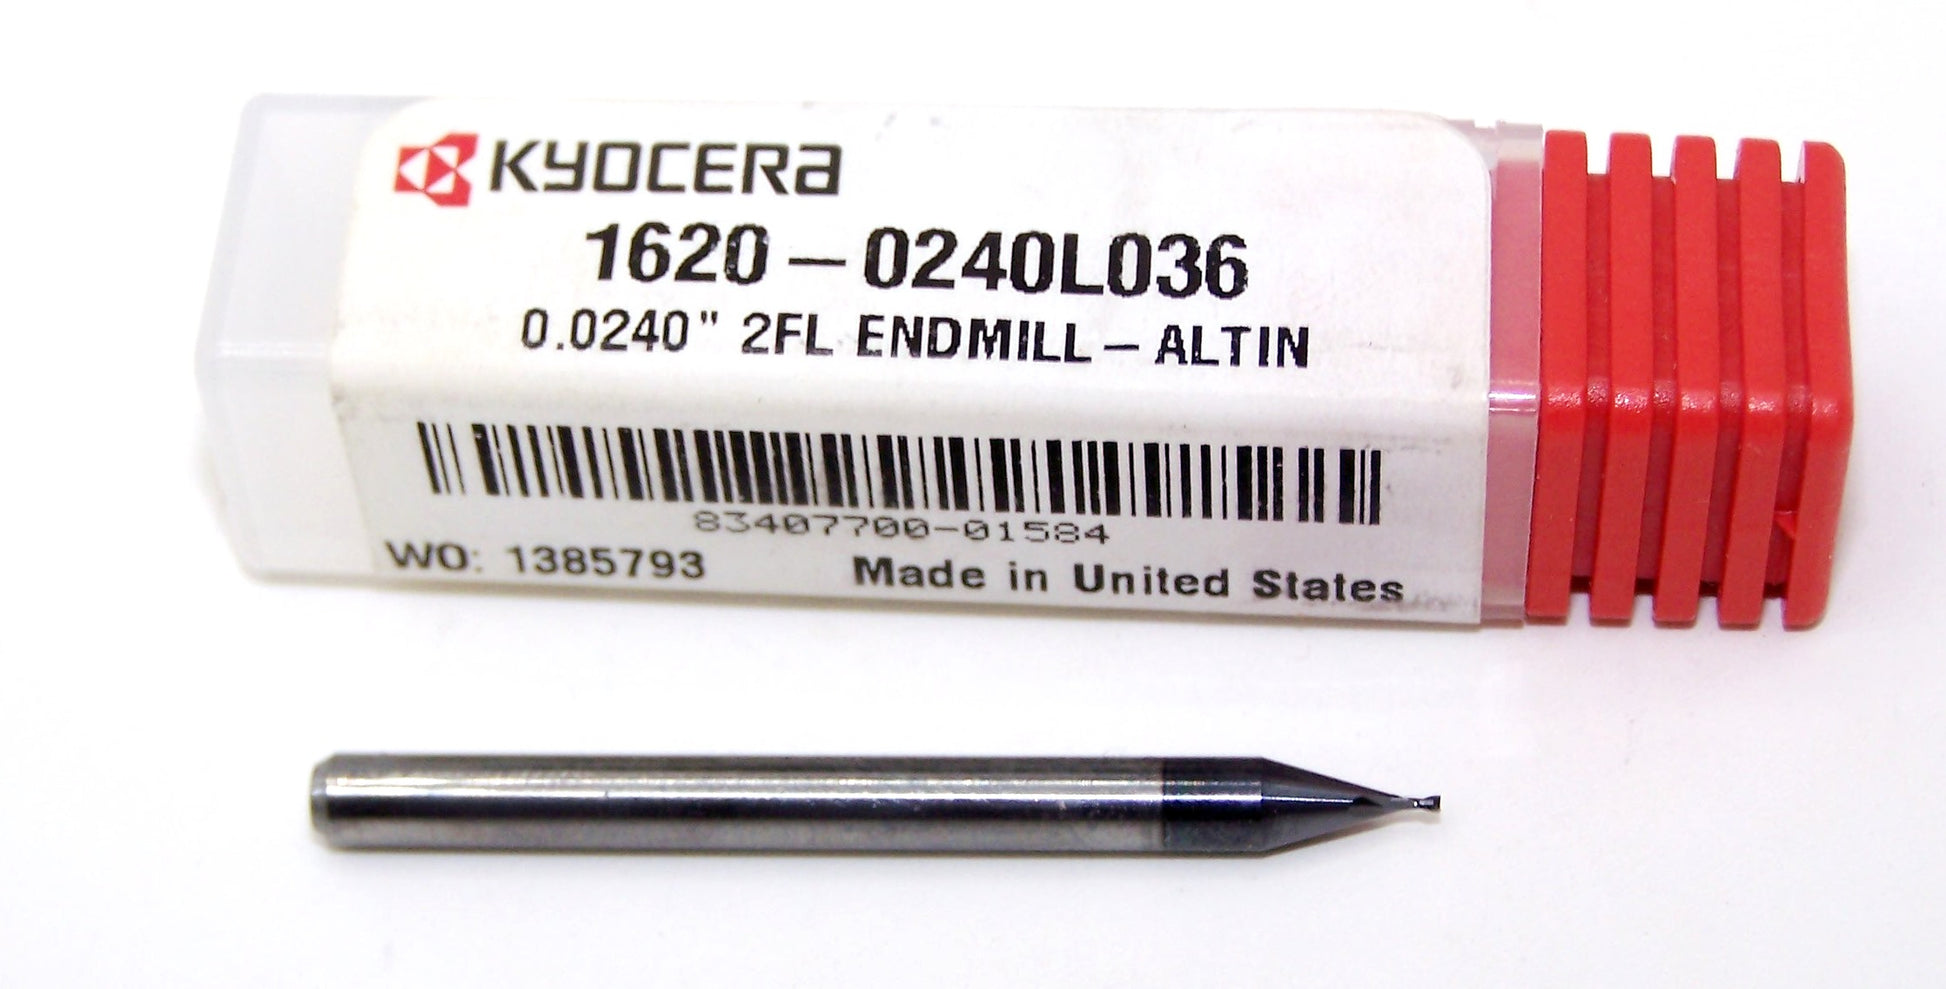 KYOCERA
1620-0240L036
0.0240" 2FL ENDMILL-ALTIN
83407700-01584
WO: 1385793 Made in United States